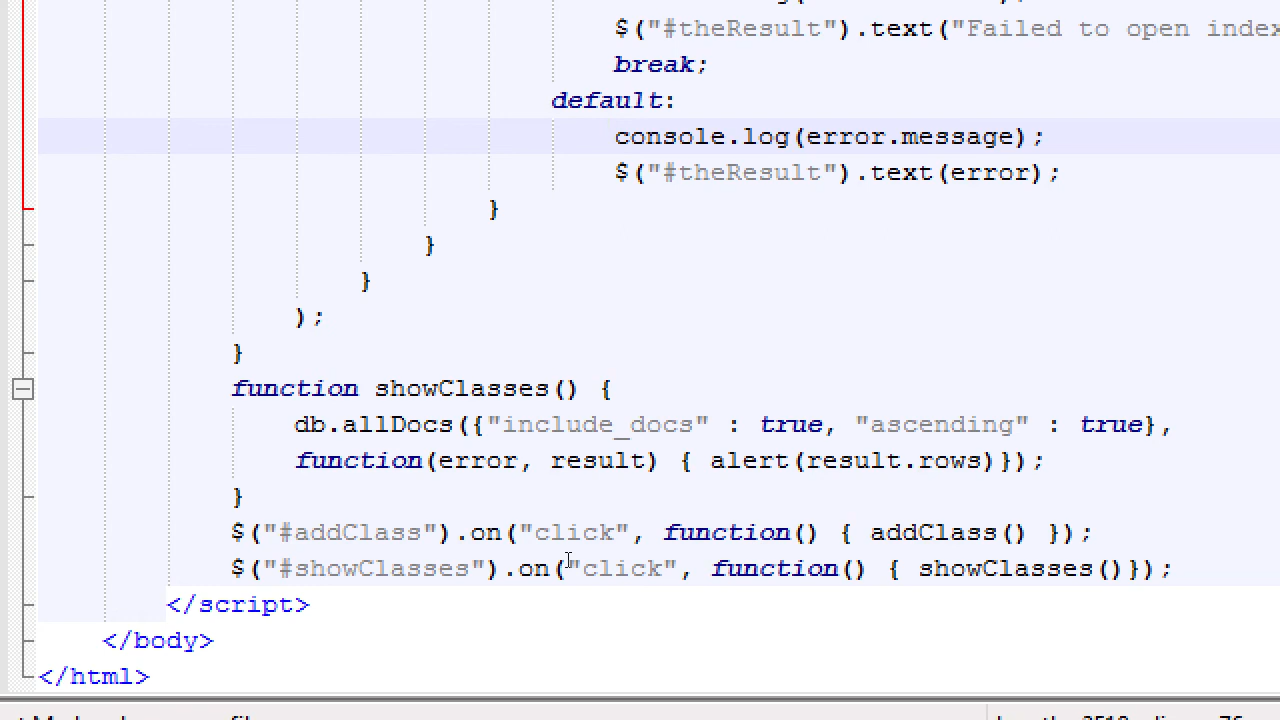 $("#theResult").text("Failed to open index
break;
default:
console.log(error.message);
$("#theResult").text(error);
}
}
}
);
}
function showClasses() {
db.allDocs({"include_docs" : true, "ascending" : true},
function(error, result) { alert(result.rows)});
}
$("#addClass").on("click", function() { addClass() });
$("#showClasses").on("click", function() { showClasses()});
</script>
</body>
</html>